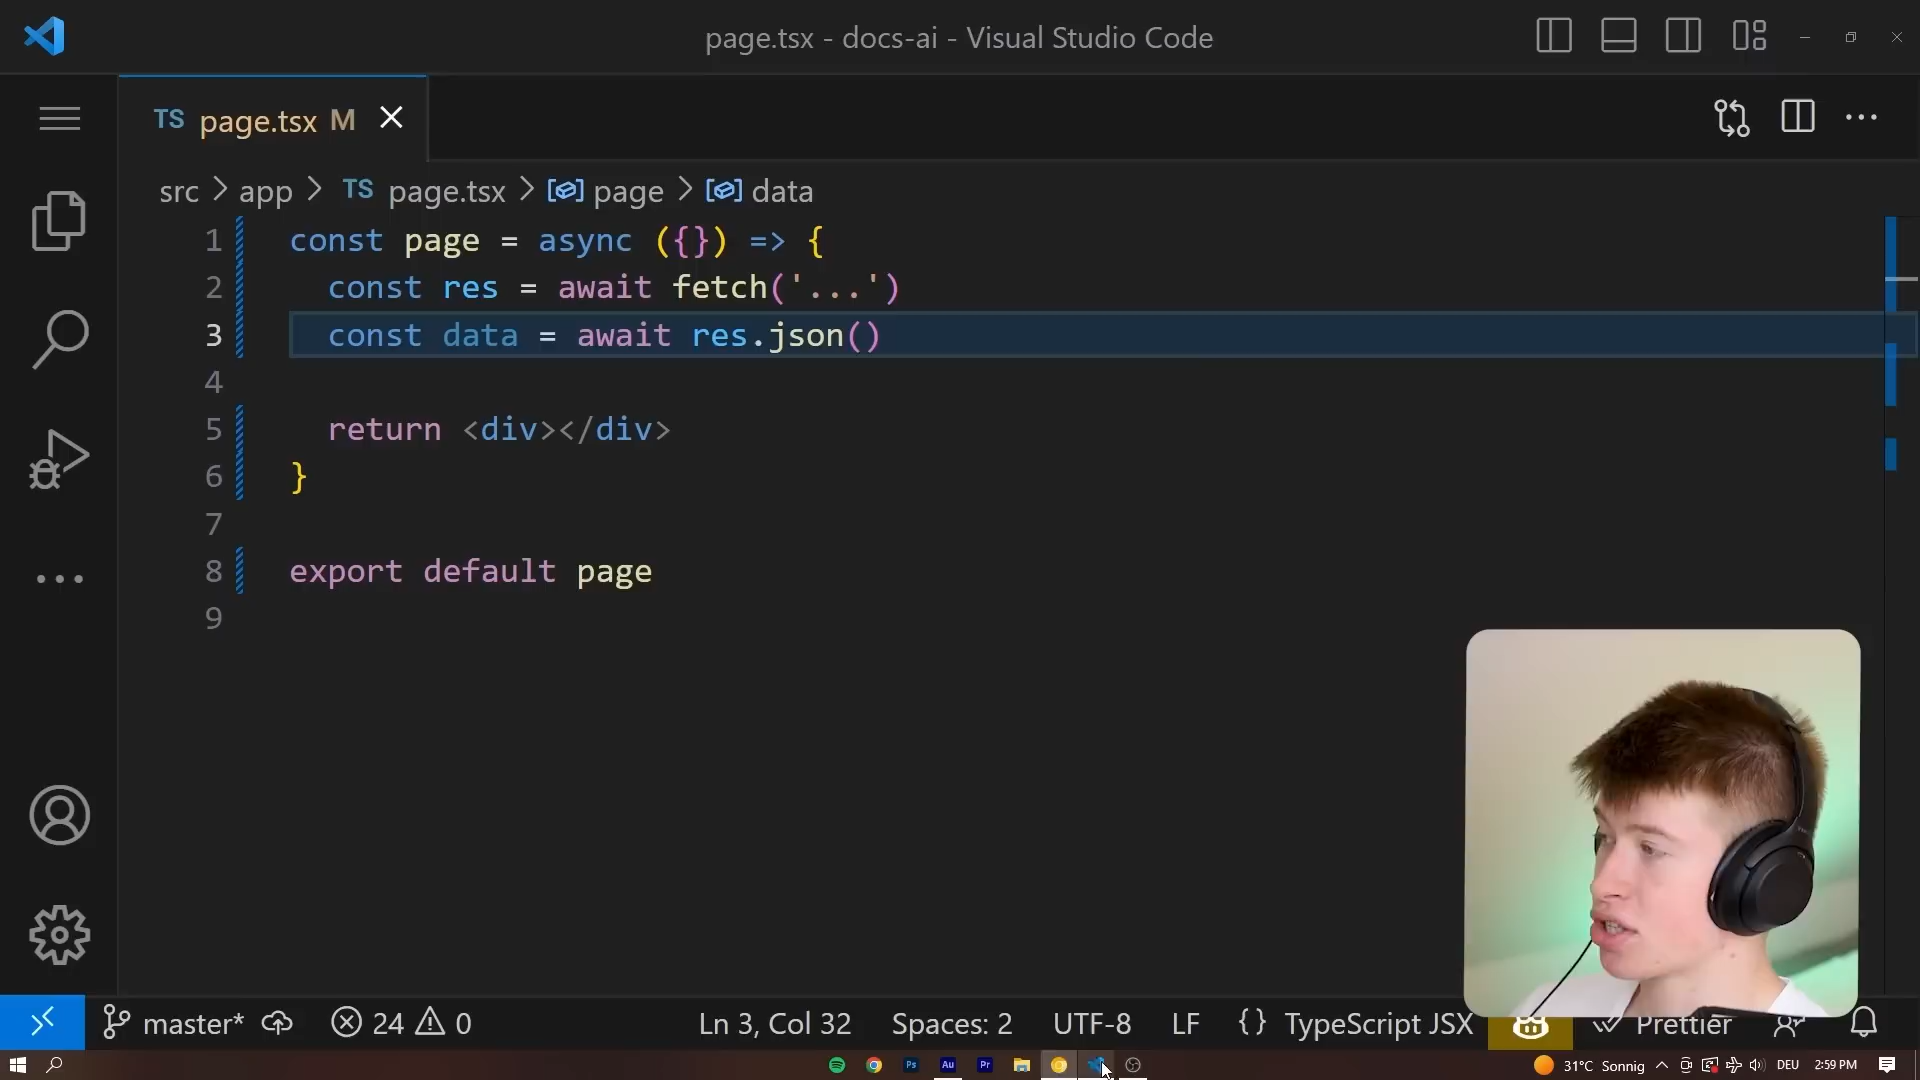 page.tsx - docs-ai - Visual Studio Code
TS page.tsx M
src > app > TS page.tsx > page > data
1 const page = async ({}) => {
2 const res = await fetch('...')
3 const data = await res.json()
4
5 return <div></div>
6 }
7
8 export default page
9
master* 24 0 Ln 3, Col 32 Spaces: 2 UTF-8 LF {} TypeScript JSX Prettier
Ps Au Pr 31°C Sonnig DEU 2:59 PM